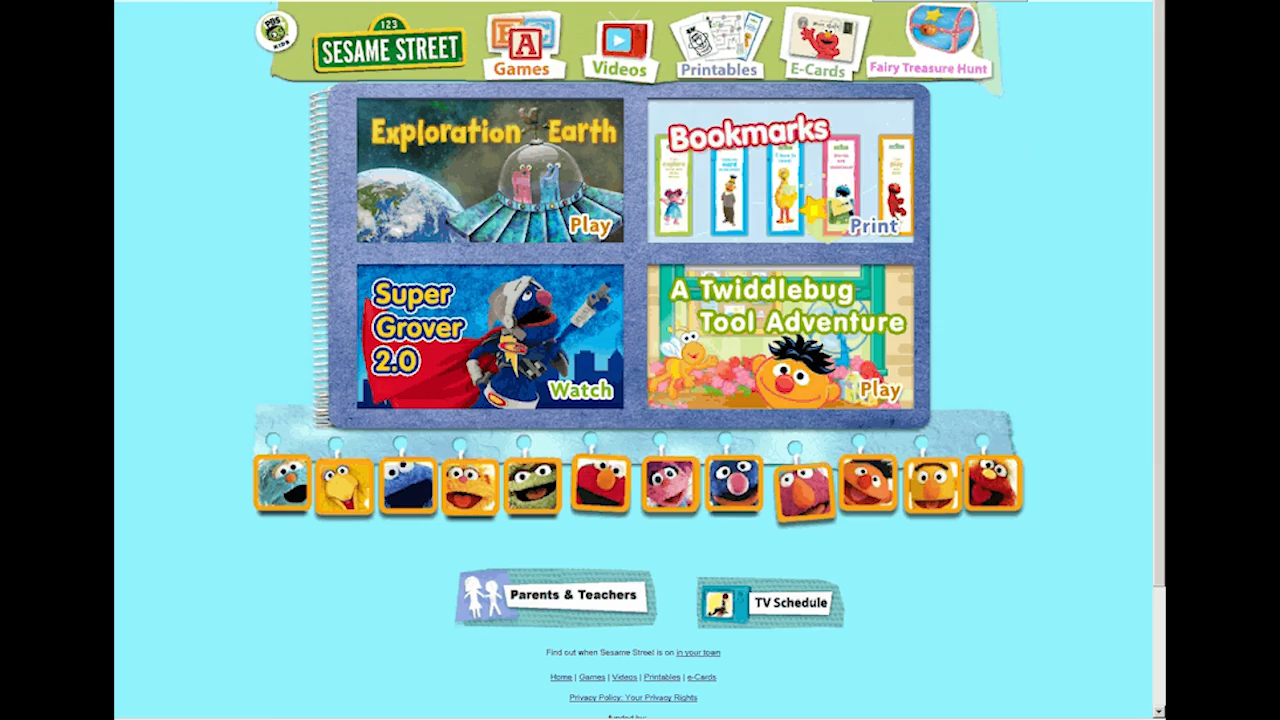 PBS KIDS
123
SESAME STREET
A
Games
Videos
Printables
E-Cards
Fairy Treasure Hunt
Exploration Earth
Play
Bookmarks
Print
Super
Grover
2.0
Watch
A Twiddlebug
Tool Adventure
Play
Parents & Teachers
TV Schedule
Find out when Sesame Street is on in your town
Home | Games | Videos | Printables | e-Cards
Privacy Policy: Your Privacy Rights